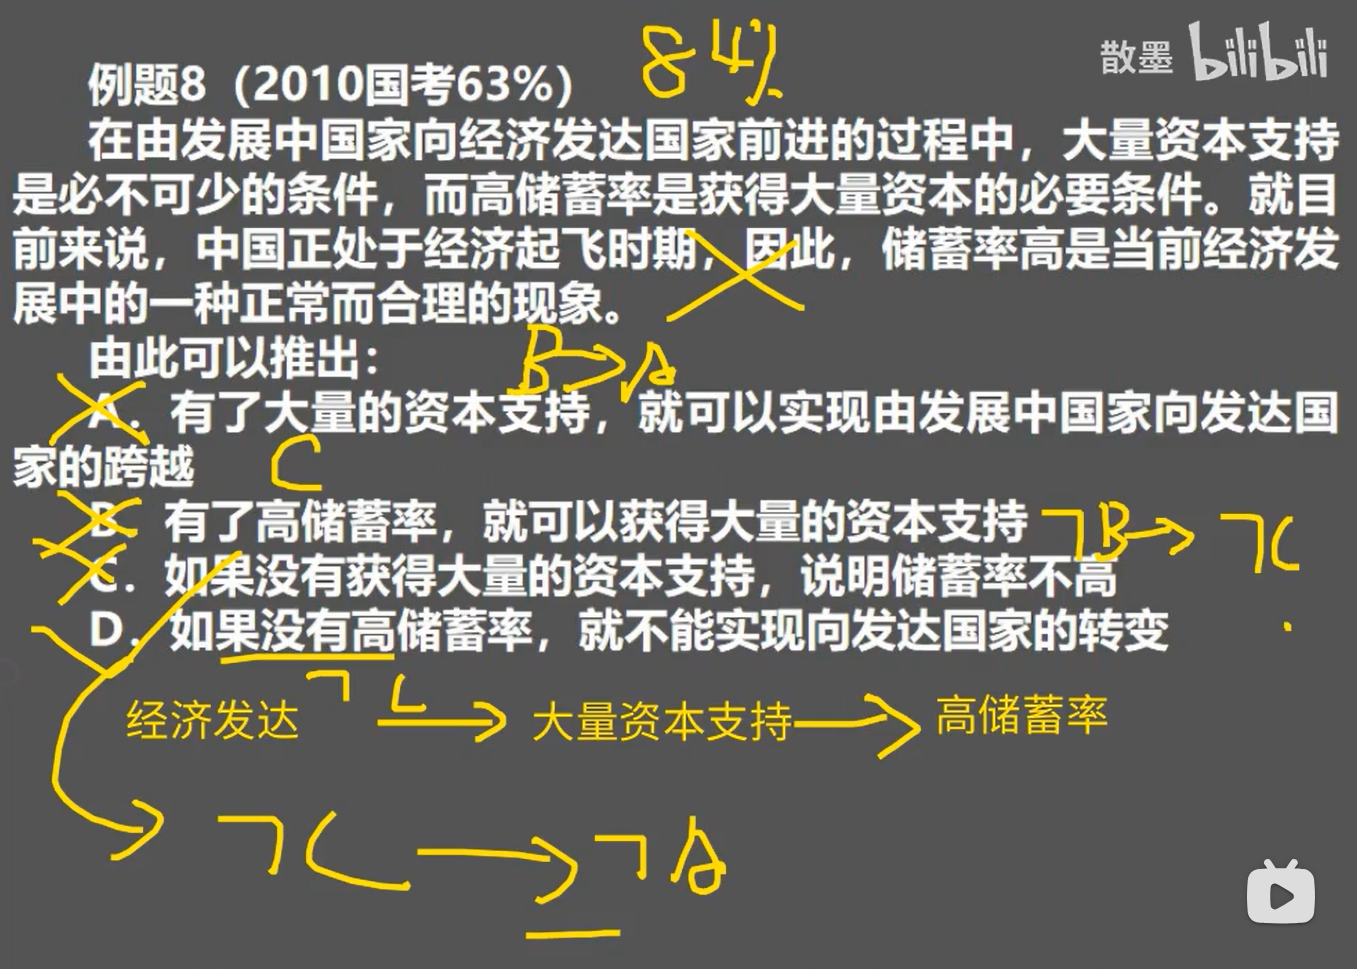 散墨 bilibili
84%
例题8（2010国考63%）
在由发展中国家向经济发达国家前进的过程中，大量资本支持
是必不可少的条件，而高储蓄率是获得大量资本的必要条件。就目
前来说，中国正处于经济起飞时期，因此，储蓄率高是当前经济发
展中的一种正常而合理的现象。
由此可以推出：
B→A
A．有了大量的资本支持，就可以实现由发展中国家向发达国
家的跨越
C
B．有了高储蓄率，就可以获得大量的资本支持 ¬B→¬C
C．如果没有获得大量的资本支持，说明储蓄率不高
D．如果没有高储蓄率，就不能实现向发达国家的转变
¬C
经济发达→大量资本支持→高储蓄率
¬C→¬A